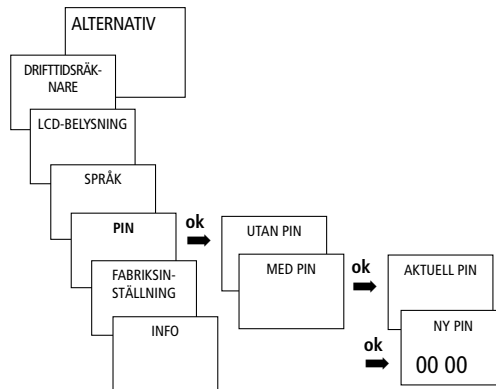 ALTERNATIV
DRIFTTIDSRÄK-
NARE
LCD-BELYSNING
SPRÅK
PIN
ok
UTAN PIN
MED PIN
ok
AKTUELL PIN
FABRIKSIN-
STÄLLNING
INFO
ok
NY PIN
00 00